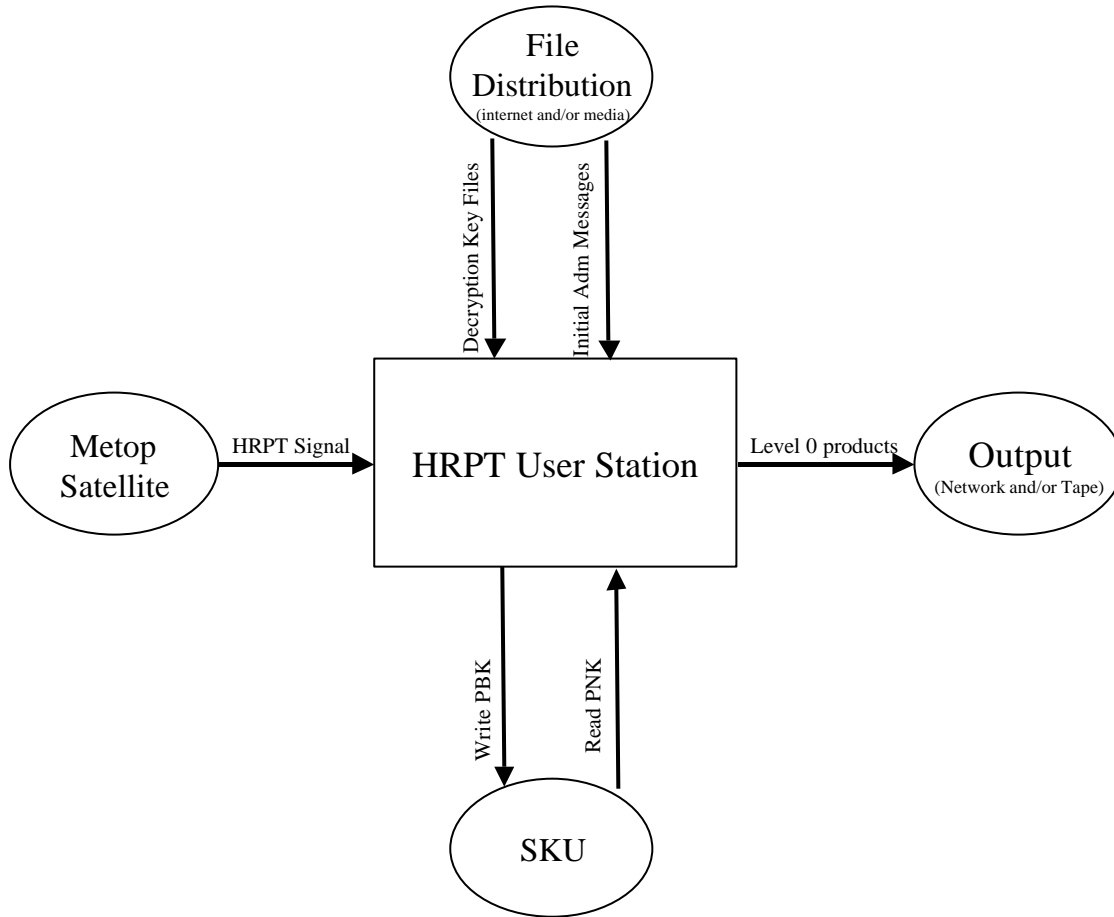 File
Distribution
(internet and/or media)
Decryption Key Files
Initial Adm Messages
Metop
Satellite
HRPT Signal
HRPT User Station
Level 0 products
Output
(Network and/or Tape)
Write PBK
Read PNK
SKU